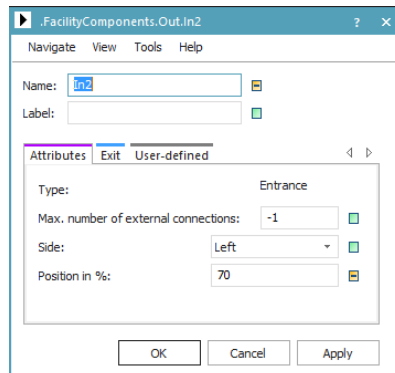 .FacilityComponents.Out.In2 ? ×
Navigate View Tools Help
Name: In2
Label:
Attributes Exit User-defined
Type: Entrance
Max. number of external connections: -1
Side: Left
Position in %: 70
OK Cancel Apply